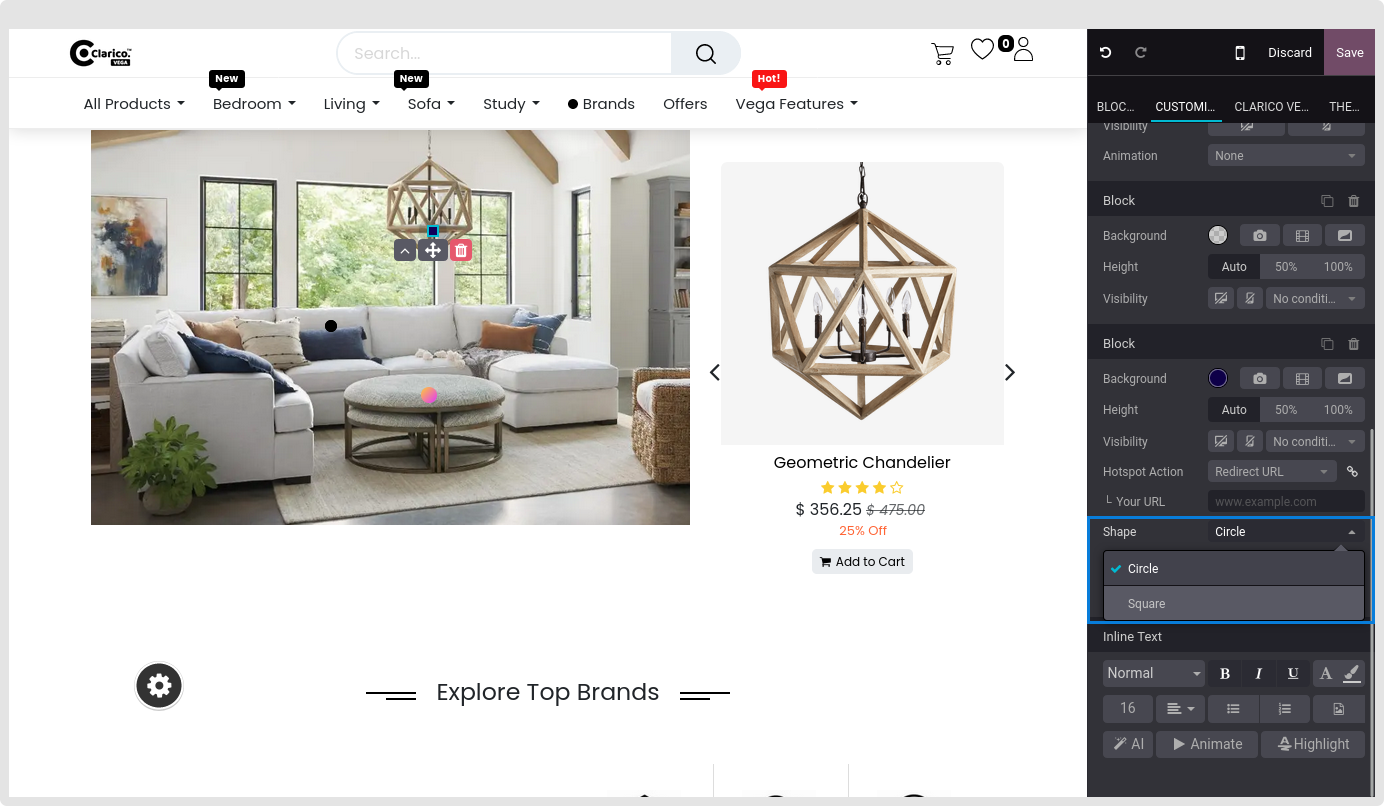 Clarico™
VEGA
Search...
0
Discard
Save
New
New
Hot!
All Products
Bedroom
Living
Sofa
Study
Brands
Offers
Vega Features
BLOC...
CUSTOMI...
CLARICO VE...
THE...
Visibility
Animation
None
Block
Background
Height
Auto
50%
100%
Visibility
No conditi...
Block
Background
Height
Auto
50%
100%
Visibility
No conditi...
Hotspot Action
Redirect URL
└ Your URL
www.example.com
Shape
Circle
Circle
Square
Inline Text
Normal
B
I
U
A
16
AI
Animate
Highlight
Geometric Chandelier
$ 356.25 $ 475.00
25% Off
Add to Cart
Explore Top Brands